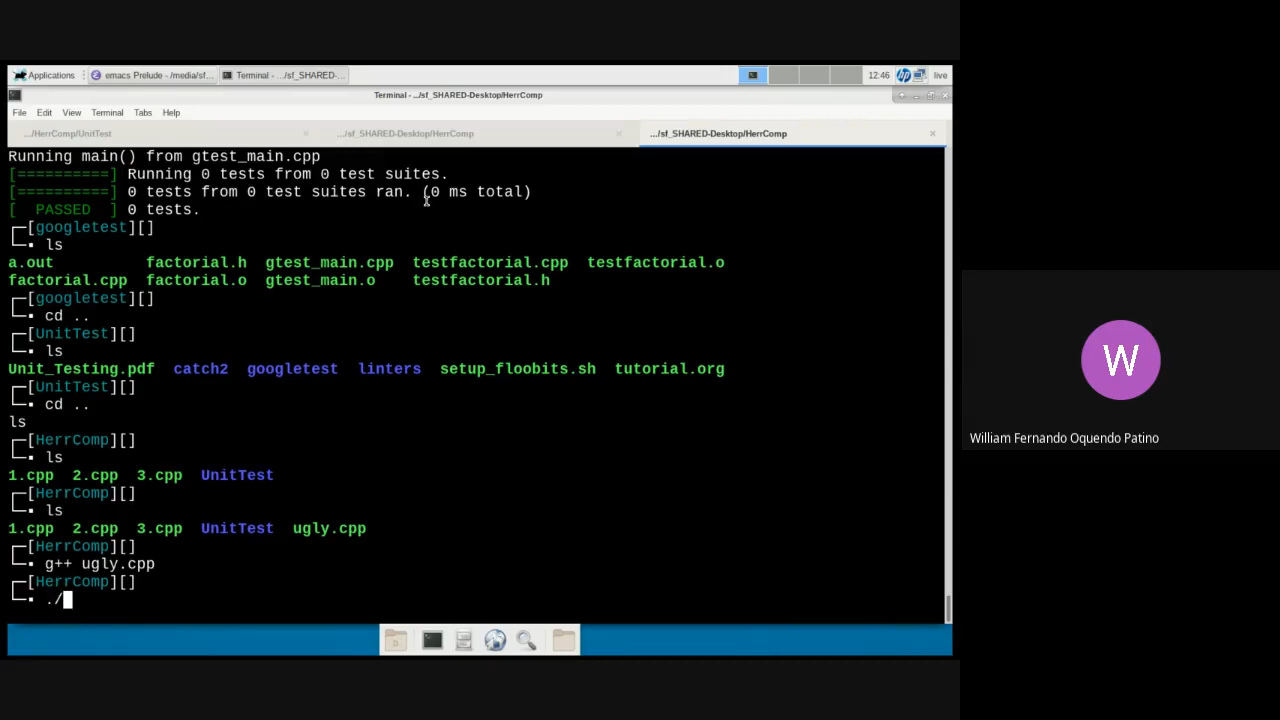 Applications
emacs Prelude - /media/sf...
Terminal - .../sf_SHARED-...
12:46
live
Terminal - .../sf_SHARED-Desktop/HerrComp
File Edit View Terminal Tabs Help
.../HerrComp/UnitTest
.../sf_SHARED-Desktop/HerrComp
.../sf_SHARED-Desktop/HerrComp
Running main() from gtest_main.cpp
[==========] Running 0 tests from 0 test suites.
[==========] 0 tests from 0 test suites ran. (0 ms total)
[  PASSED  ] 0 tests.
┌─[googletest][]
└─▪ ls
a.out          factorial.h  gtest_main.cpp  testfactorial.cpp  testfactorial.o
factorial.cpp  factorial.o  gtest_main.o    testfactorial.h
┌─[googletest][]
└─▪ cd ..
┌─[UnitTest][]
└─▪ ls
Unit_Testing.pdf  catch2  googletest  linters  setup_floobits.sh  tutorial.org
┌─[UnitTest][]
└─▪ cd ..
ls
┌─[HerrComp][]
└─▪ ls
1.cpp  2.cpp  3.cpp  UnitTest
┌─[HerrComp][]
└─▪ ls
1.cpp  2.cpp  3.cpp  UnitTest  ugly.cpp
┌─[HerrComp][]
└─▪ g++ ugly.cpp
┌─[HerrComp][]
└─▪ ./
W
William Fernando Oquendo Patino